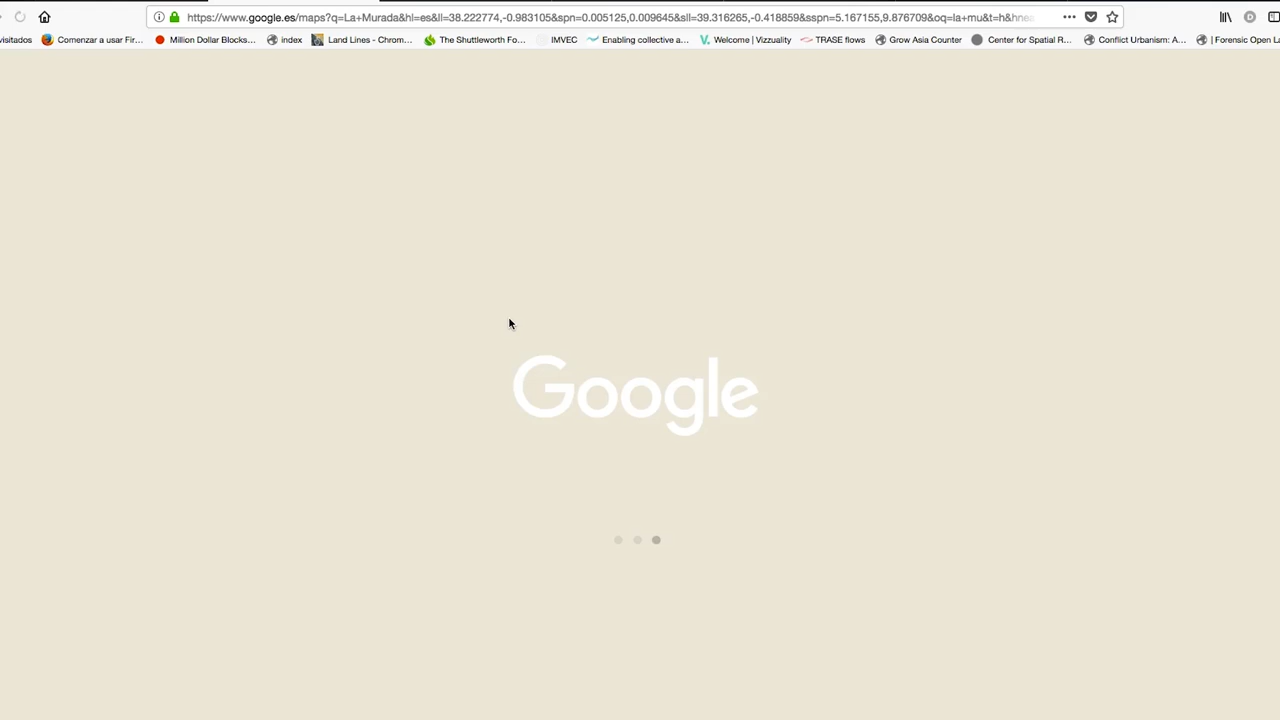 https://www.google.es/maps?q=La+Murada&hl=es&ll=38.222774,-0.983105&spn=0.005125,0.009645&sll=39.316265,-0.418859&sspn=5.167155,9.876709&oq=la+mu&t=h&hnea
visitados Comenzar a usar Fir... Million Dollar Blocks... index Land Lines - Chrom... The Shuttleworth Fo... IMVEC Enabling collective a... Welcome | Vizzuality TRASE flows Grow Asia Counter Center for Spatial R... Conflict Urbanism: A... | Forensic Open La
Google